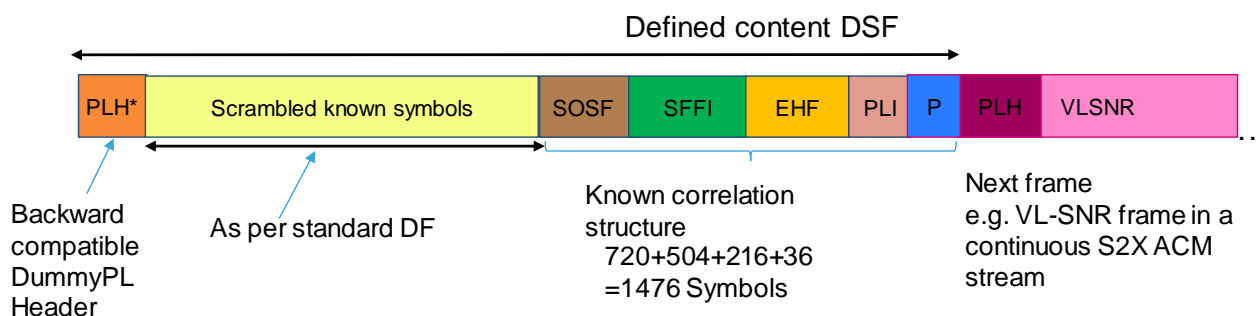 Defined content DSF
PLH* Scrambled known symbols SOSF SFFI EHF PLI P PLH VLSNR
..
Backward
compatible
DummyPL
Header
As per standard DF
Known correlation
structure
720+504+216+36
=1476 Symbols
Next frame
e.g. VL-SNR frame in a
continuous S2X ACM
stream